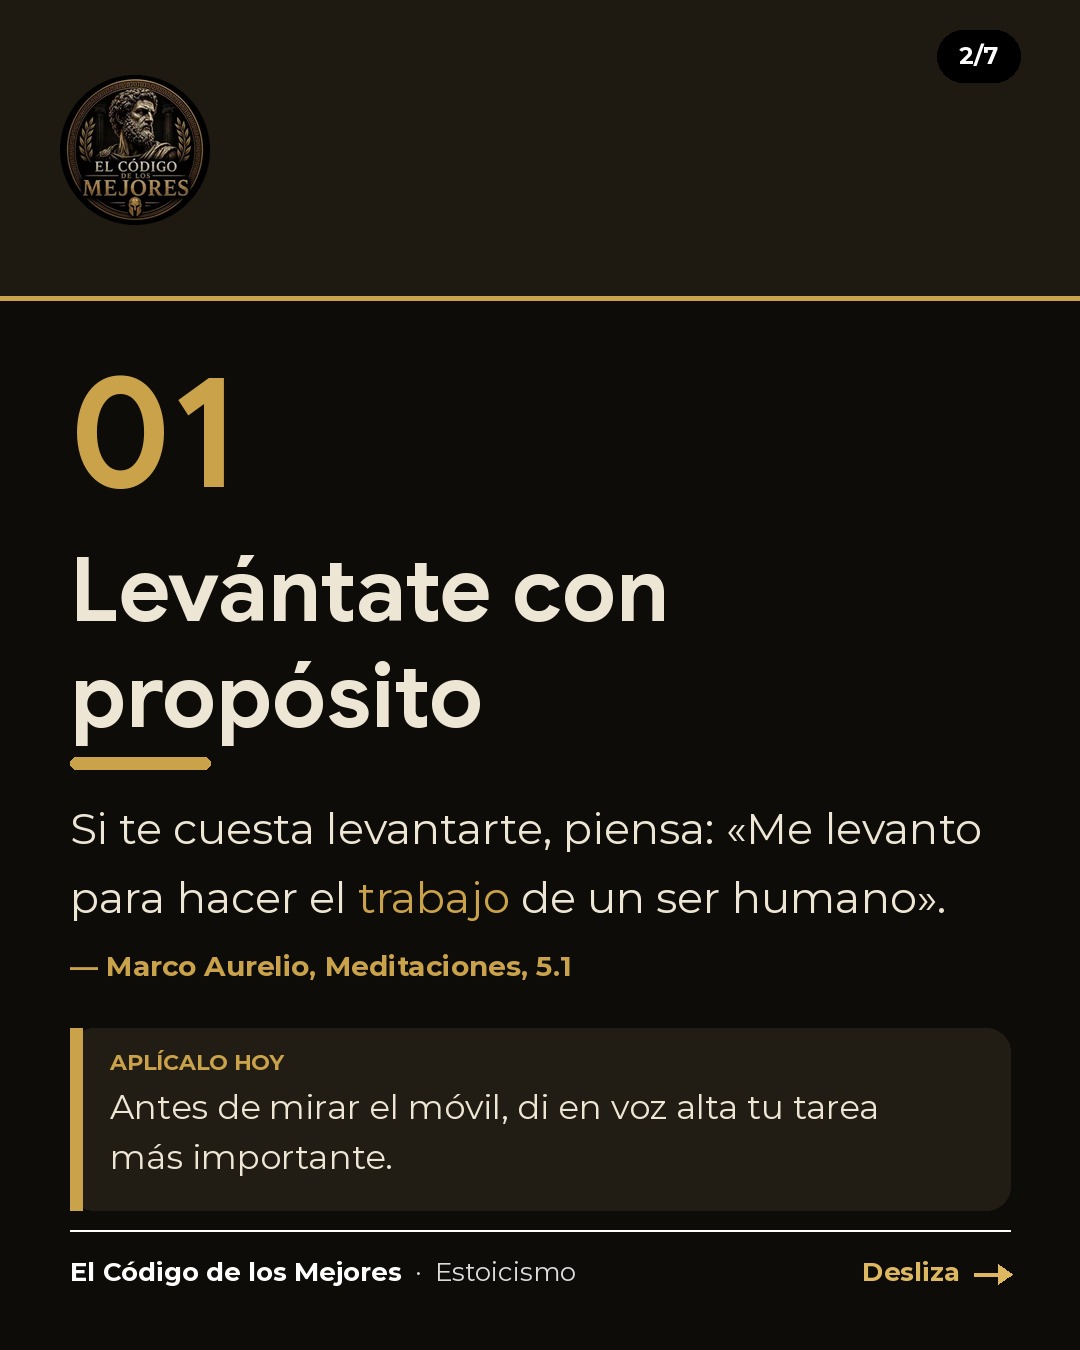 2/7
EL CÓDIGO
DE LOS
MEJORES
01
Levántate con
propósito
Si te cuesta levantarte, piensa: «Me levanto
para hacer el trabajo de un ser humano».
— Marco Aurelio, Meditaciones, 5.1
APLÍCALO HOY
Antes de mirar el móvil, di en voz alta tu tarea
más importante.
El Código de los Mejores · Estoicismo
Desliza